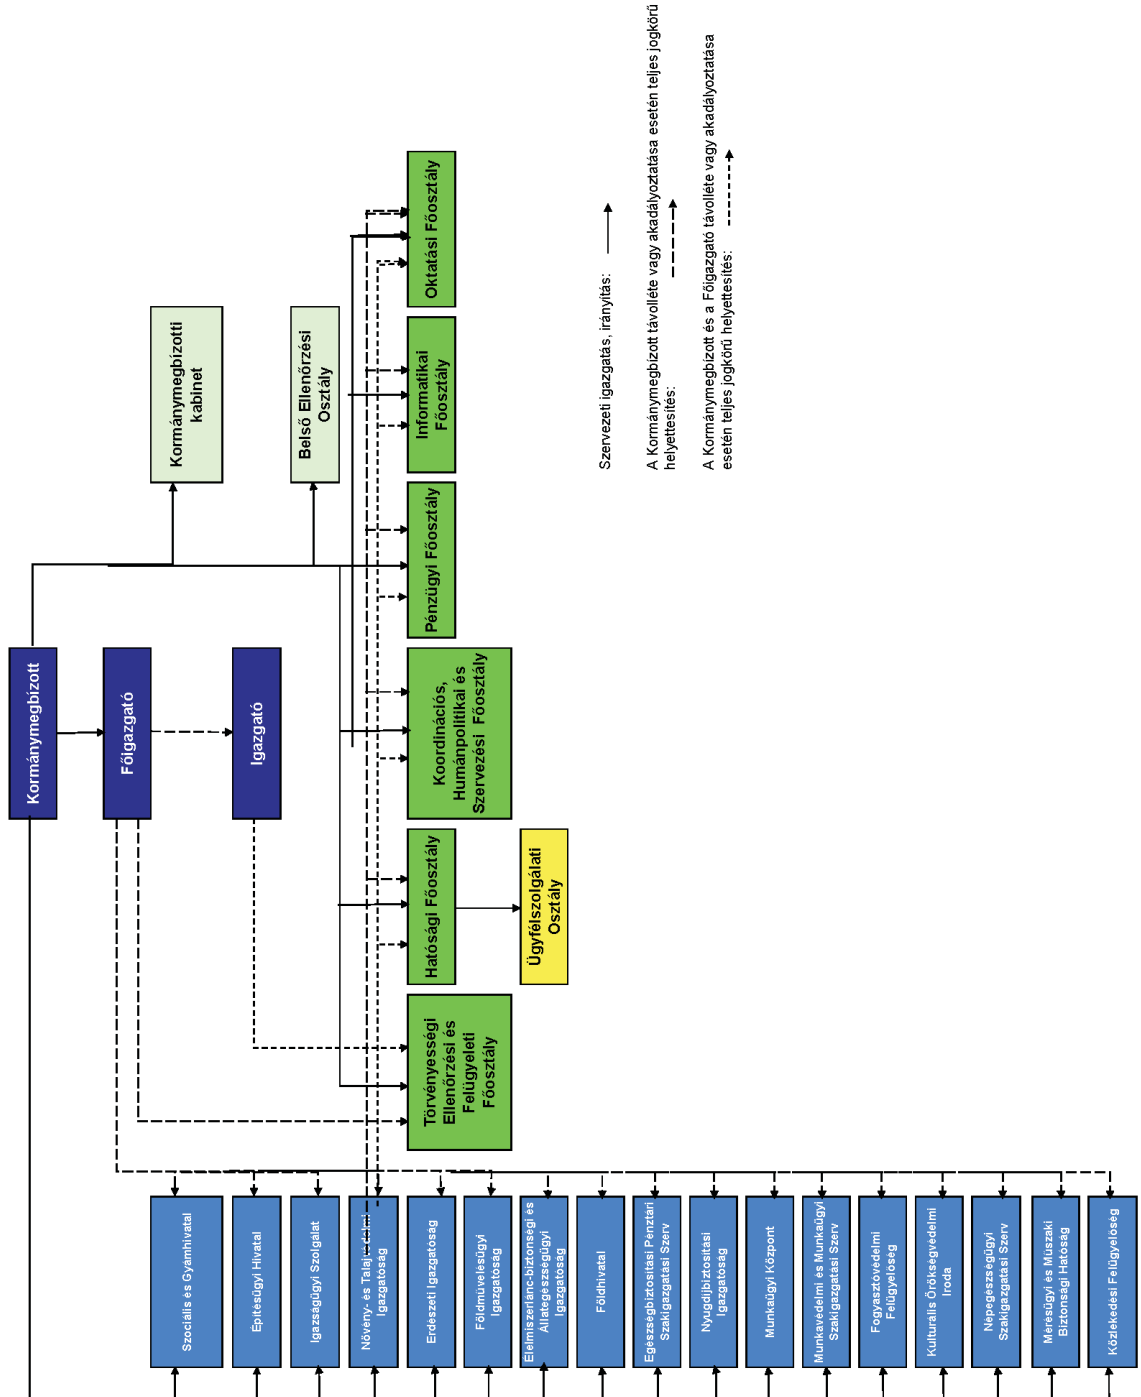 Kormánymegbízott
Főigazgató
Igazgató
Kormánymegbízotti
kabinet
Belső Ellenőrzési
Osztály
Törvényességi
Ellenőrzési és
Felügyeleti
Főosztály
Hatósági Főosztály
Koordinációs,
Humánpolitikai és
Szervezési Főosztály
Pénzügyi Főosztály
Informatikai
Főosztály
Oktatási Főosztály
Ügyfélszolgálati
Osztály
Szociális és Gyámhivatal
Építésügyi Hivatal
Igazságügyi Szolgálat
Növény- és Talajvédelmi
Igazgatóság
Erdészeti Igazgatóság
Földművelésügyi
Igazgatóság
Élelmiszerlánc-biztonségi és
Állategészségügyi
Igazgatóság
Földhivatal
Egészségbiztosítási Pénztári
Szakigazgatási Szerv
Nyugdíjbiztosítási
Igazgatóság
Munkaügyi Központ
Munkavédelmi és Munkaügyi
Szakigazgatási Szerv
Fogyasztóvédelmi
Felügyelőség
Kulturális Örökségvédelmi
Iroda
Népegészségügyi
Szakigazgatási Szerv
Mérésügyi és Műszaki
Biztonsági Hatóság
Közlekedési Felügyelőség
Szervezeti igazgatás, irányítás:
A Kormánymegbízott távolléte vagy akadályoztatása esetén teljes jogkörű
helyettesítés:
A Kormánymegbízott és a Főigazgató távolléte vagy akadályoztatása
esetén teljes jogkörű helyettesítés: